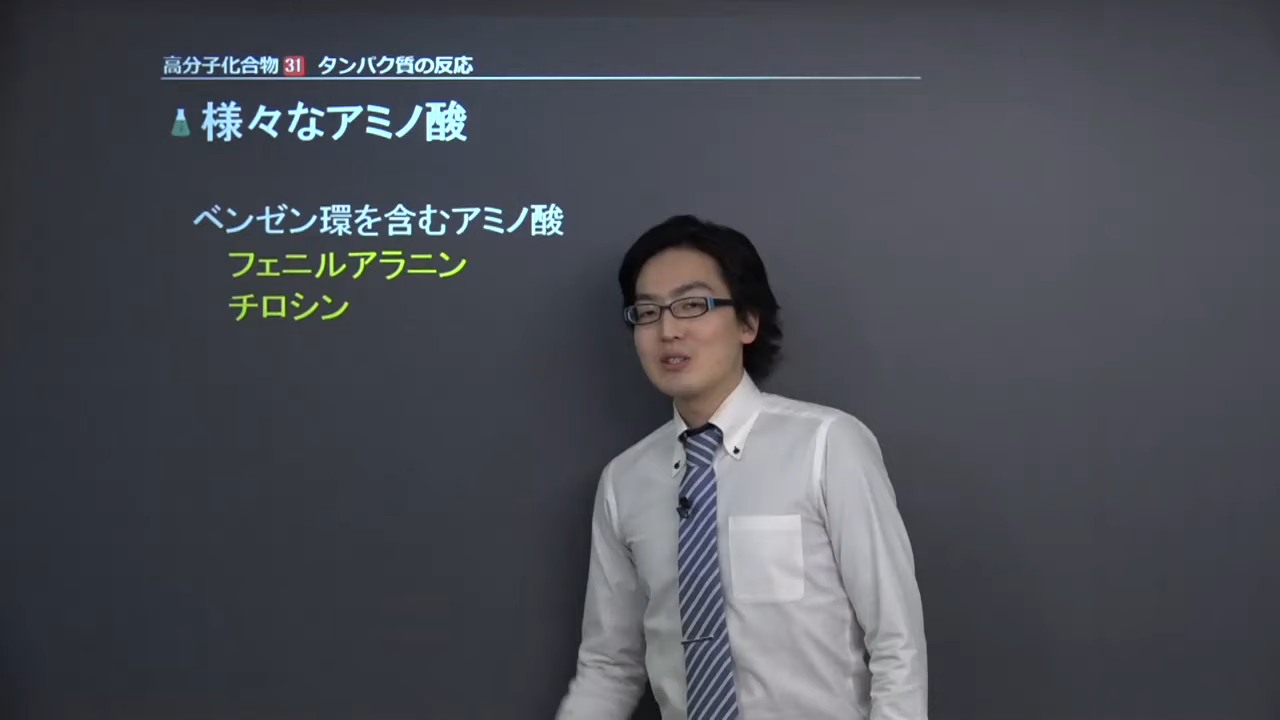 高分子化合物 31 タンパク質の反応
様々なアミノ酸
ベンゼン環を含むアミノ酸
フェニルアラニン
チロシン